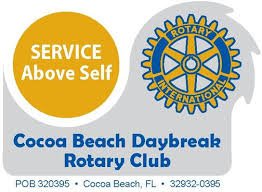 SERVICE
Above Self
ROTARY
INTERNATIONAL
Cocoa Beach Daybreak
Rotary Club
POB 320395 • Cocoa Beach, FL • 32932-0395